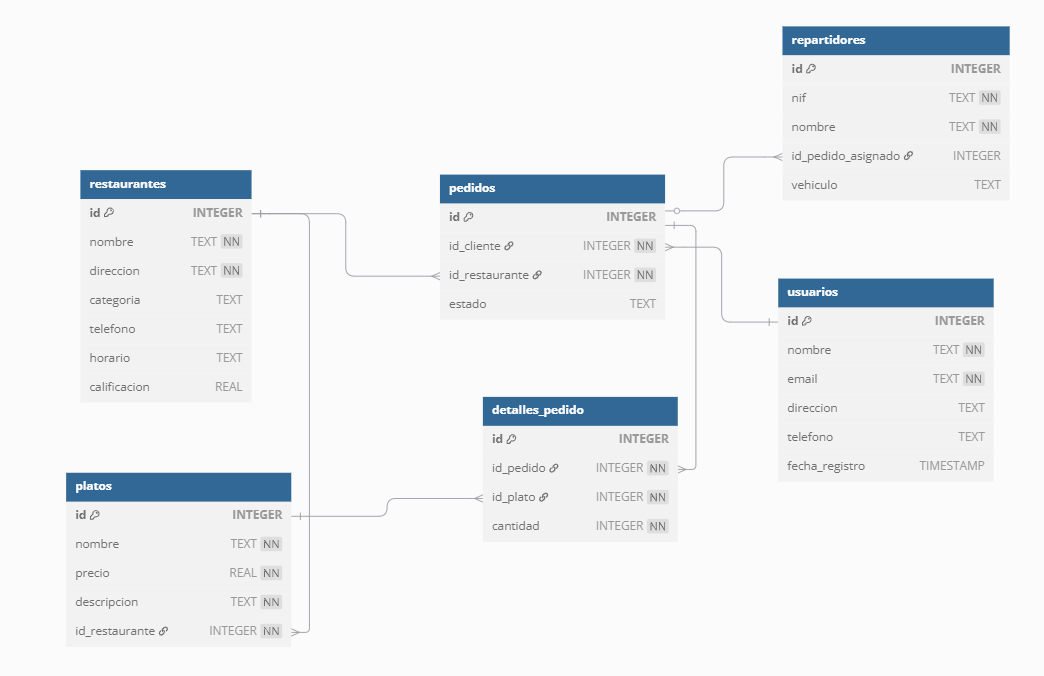 repartidores
id INTEGER
nif TEXT NN
nombre TEXT NN
id_pedido_asignado INTEGER
vehiculo TEXT
restaurantes
id INTEGER
nombre TEXT NN
direccion TEXT NN
categoria TEXT
telefono TEXT
horario TEXT
calificacion REAL
pedidos
id INTEGER
id_cliente INTEGER NN
id_restaurante INTEGER NN
estado TEXT
usuarios
id INTEGER
nombre TEXT NN
email TEXT NN
direccion TEXT
telefono TEXT
fecha_registro TIMESTAMP
detalles_pedido
id INTEGER
id_pedido INTEGER NN
id_plato INTEGER NN
cantidad INTEGER NN
platos
id INTEGER
nombre TEXT NN
precio REAL NN
descripcion TEXT NN
id_restaurante INTEGER NN